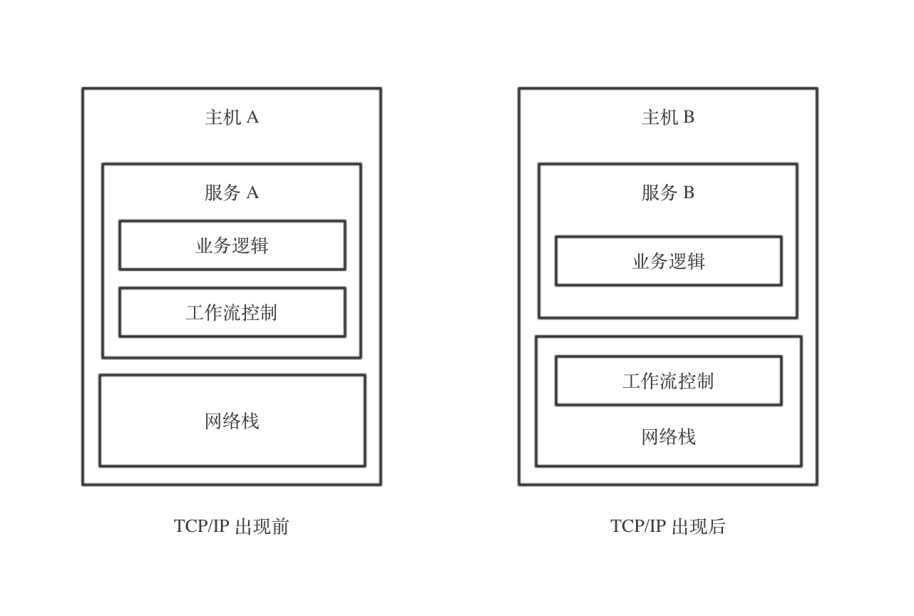 主机 A
服务 A
业务逻辑
工作流控制
网络栈
TCP/IP 出现前
主机 B
服务 B
业务逻辑
工作流控制
网络栈
TCP/IP 出现后